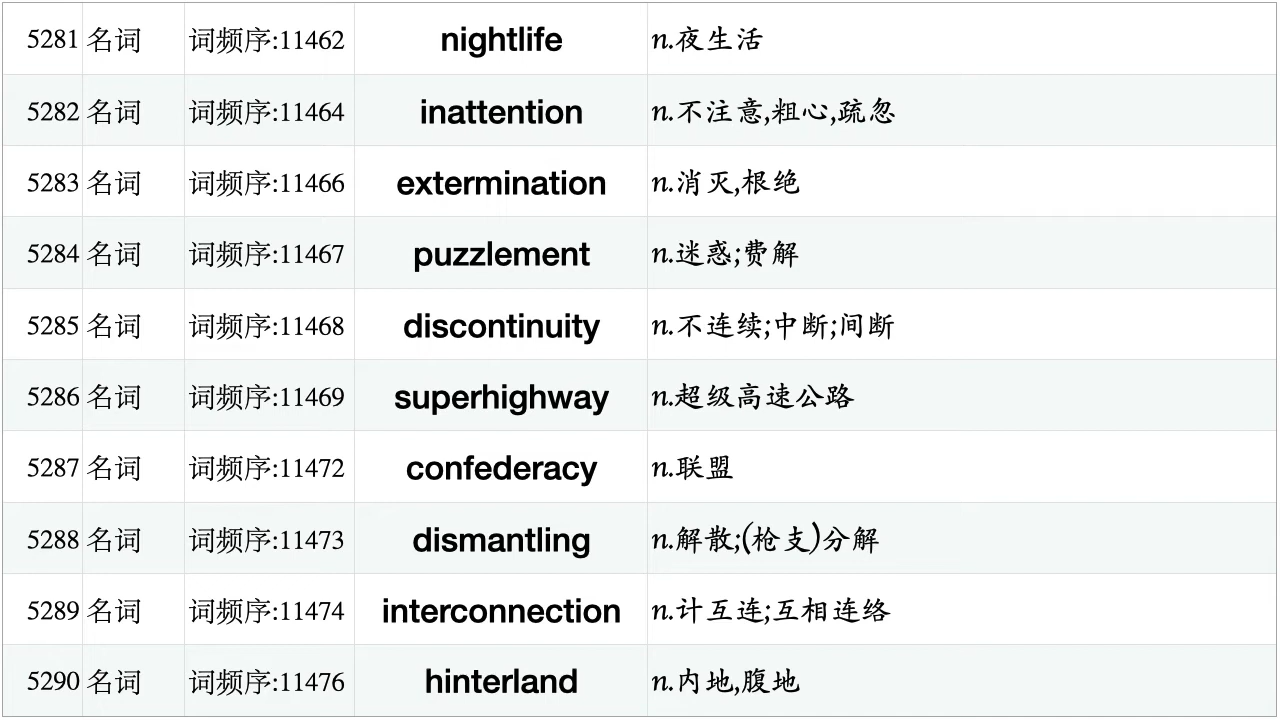 5281 名词 词频序:11462 nightlife n.夜生活
5282 名词 词频序:11464 inattention n.不注意,粗心,疏忽
5283 名词 词频序:11466 extermination n.消灭,根绝
5284 名词 词频序:11467 puzzlement n.迷惑;费解
5285 名词 词频序:11468 discontinuity n.不连续;中断;间断
5286 名词 词频序:11469 superhighway n.超级高速公路
5287 名词 词频序:11472 confederacy n.联盟
5288 名词 词频序:11473 dismantling n.解散;(枪支)分解
5289 名词 词频序:11474 interconnection n.计互连;互相连络
5290 名词 词频序:11476 hinterland n.内地,腹地